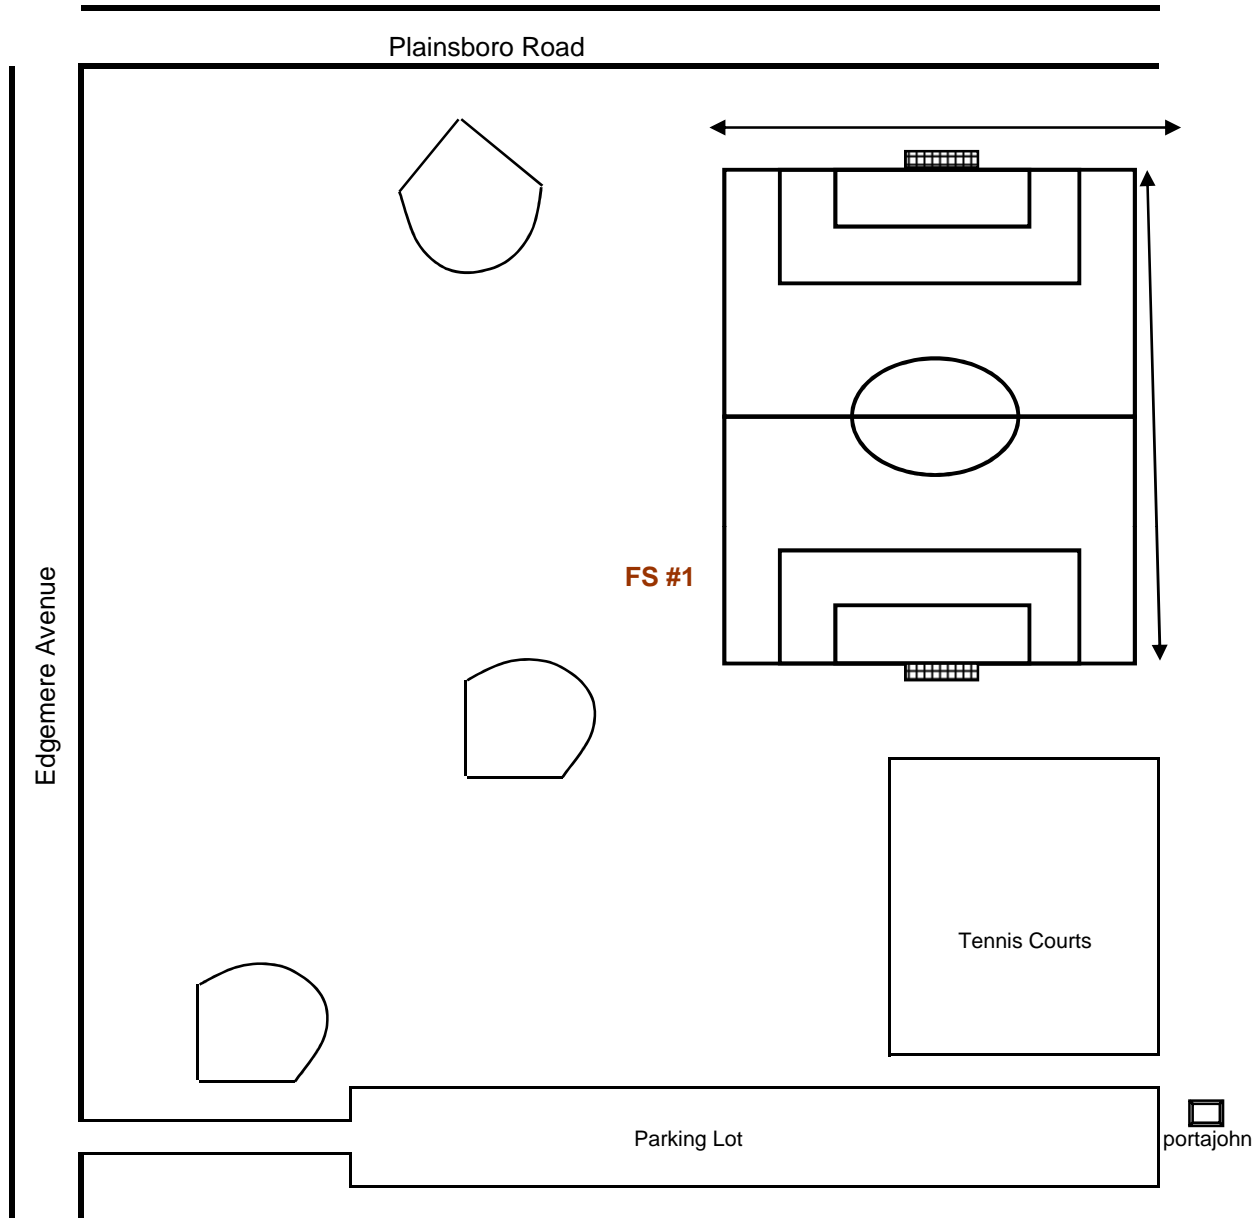 Plainsboro Road
FS #1
Edgemere Avenue
Tennis Courts
Parking Lot
portajohn